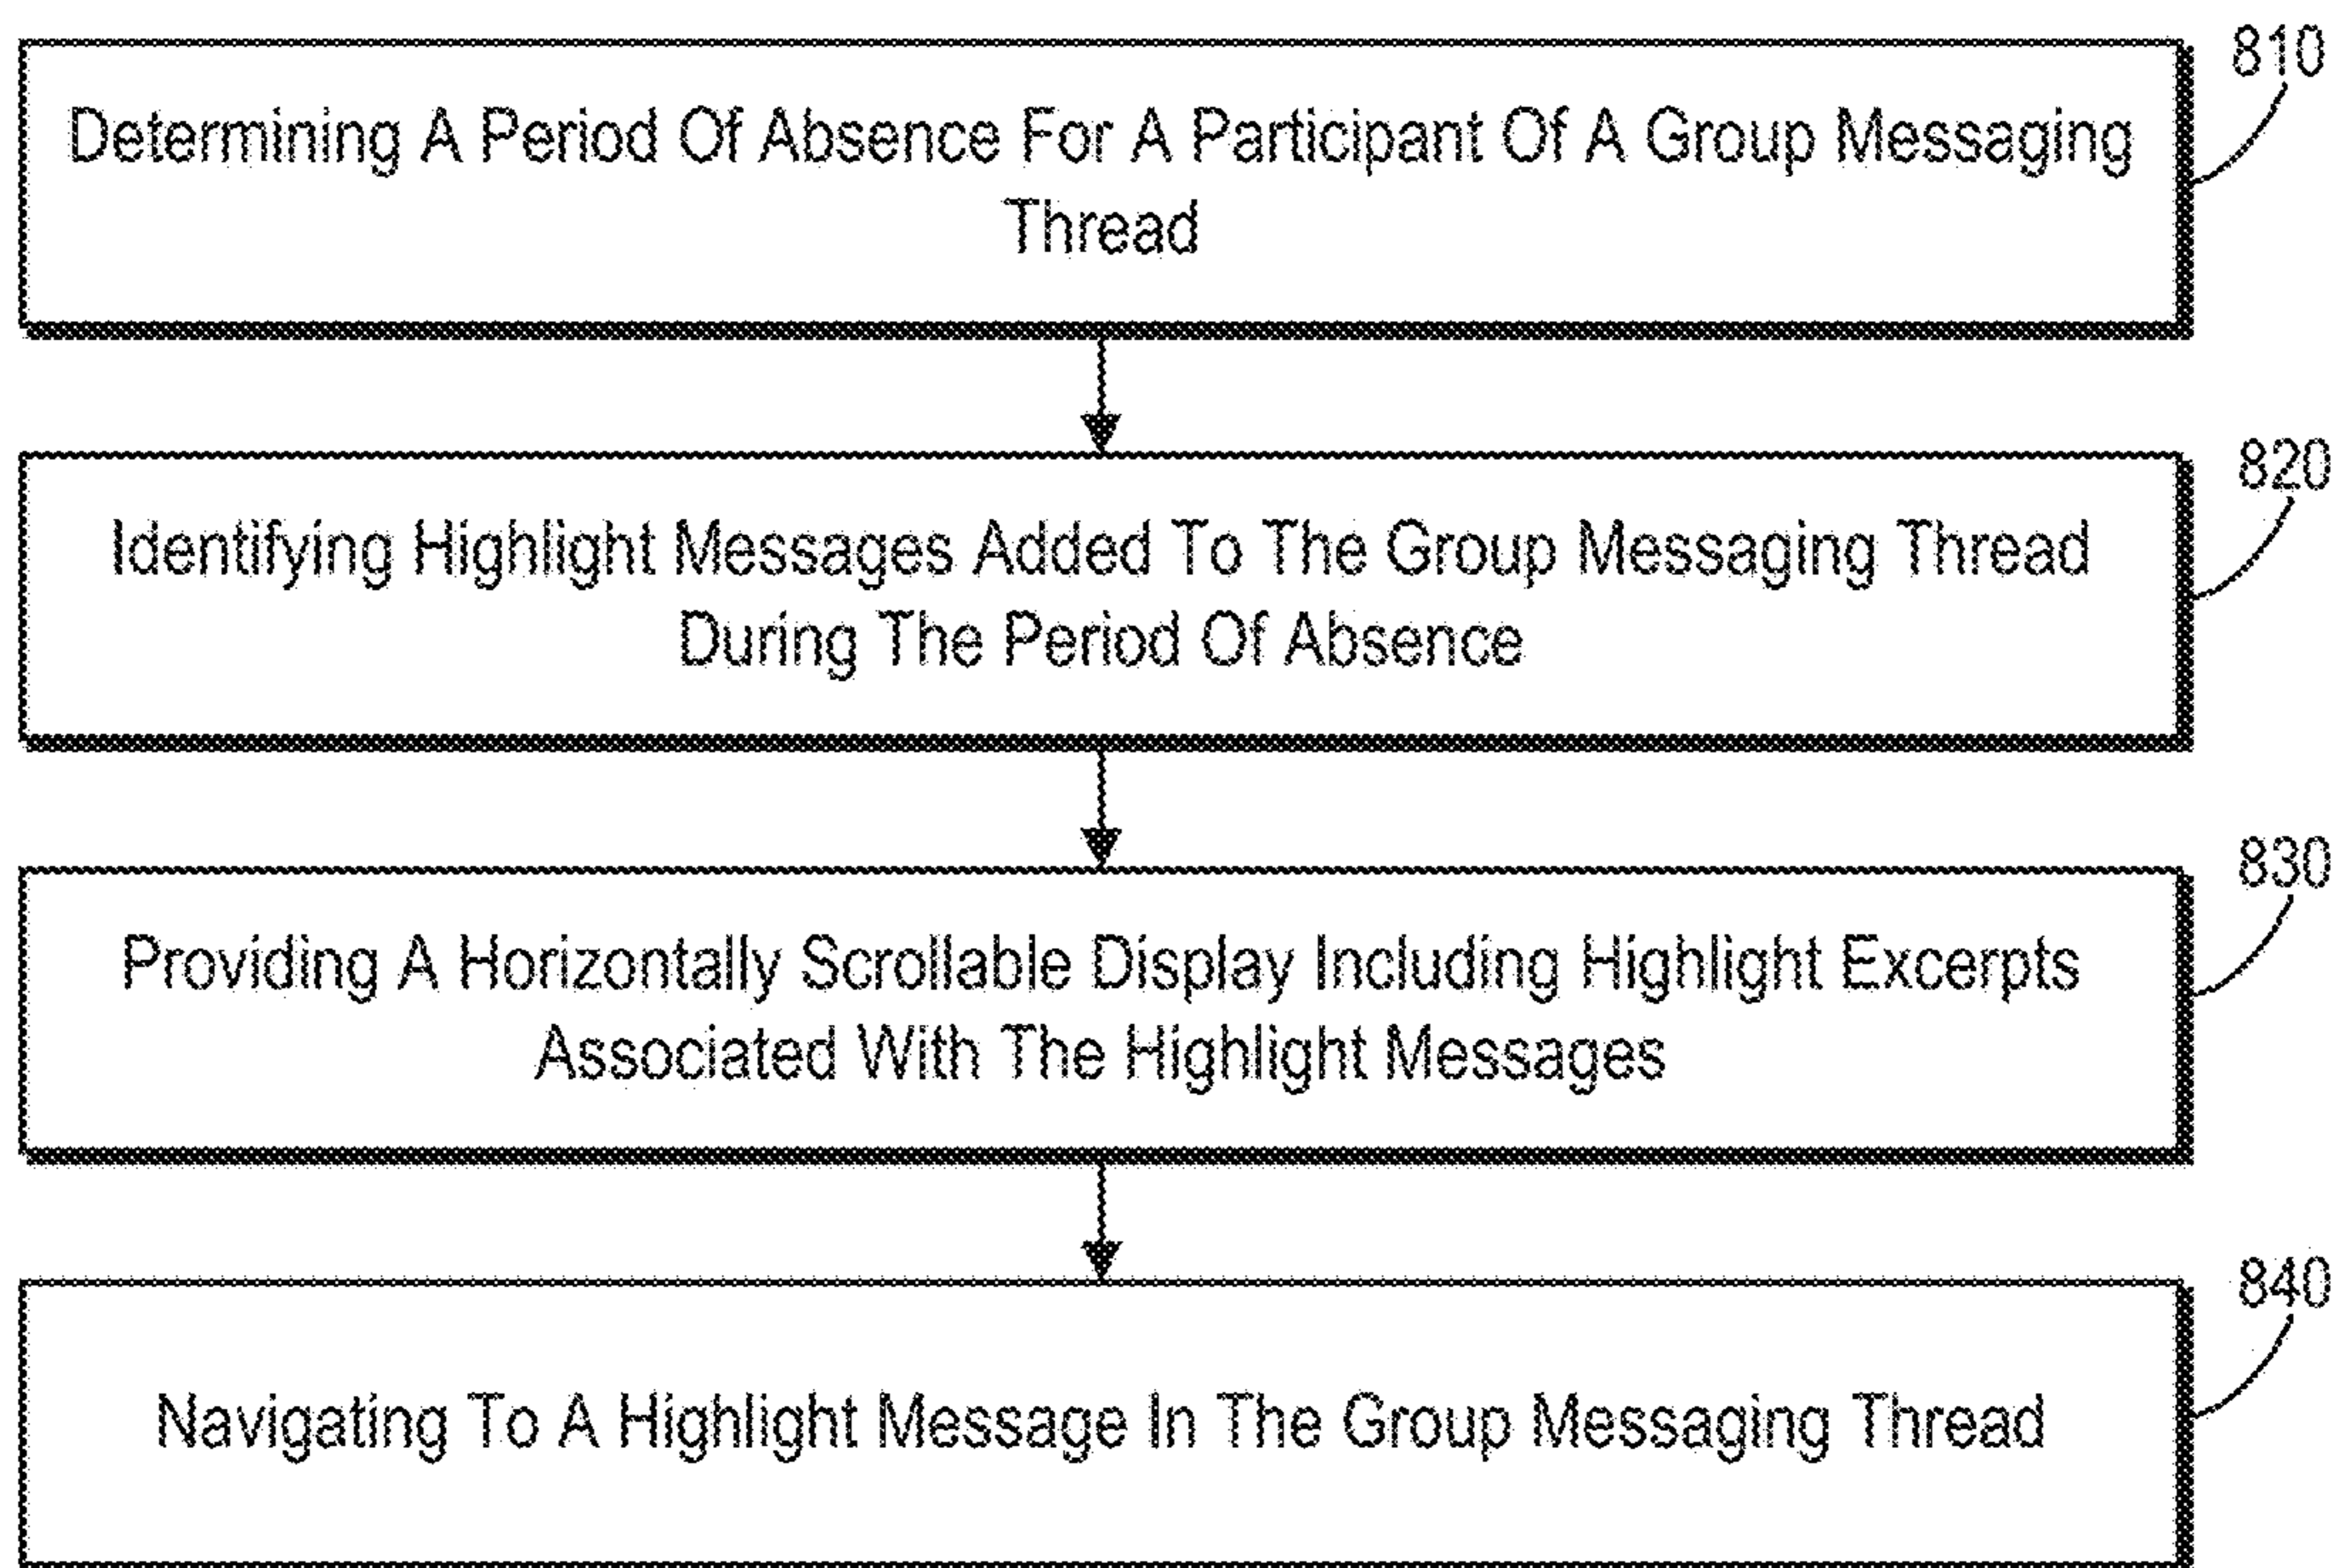 810
Determining A Period Of Absence For A Participant Of A Group Messaging
Thread
820
Identifying Highlight Messages Added To The Group Messaging Thread
During The Period Of Absence
830
Providing A Horizontally Scrollable Display Including Highlight Excerpts
Associated With The Highlight Messages
840
Navigating To A Highlight Message In The Group Messaging Thread